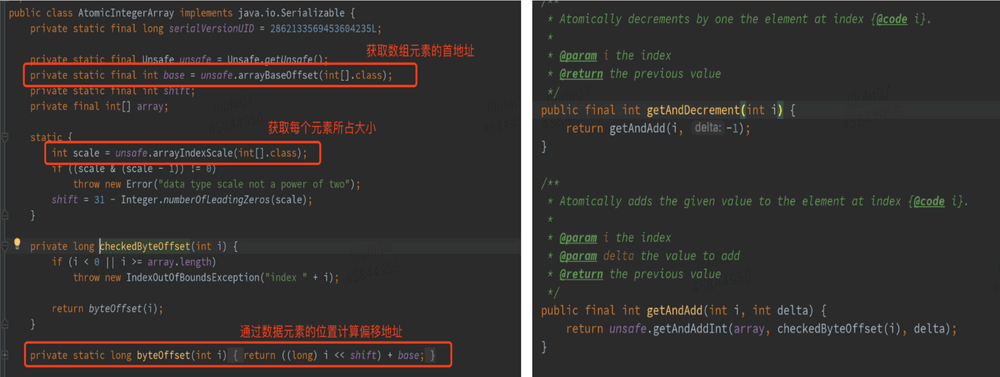 public class AtomicIntegerArray implements java.io.Serializable {
private static final long serialVersionUID = 2862133569453604235L;
获取数组元素的首地址
private static final Unsafe unsafe = Unsafe.getUnsafe();
private static final int base = unsafe.arrayBaseOffset(int[].class);
private static final int shift;
private final int[] array;
获取每个元素所占大小
static {
int scale = unsafe.arrayIndexScale(int[].class);
if ((scale & (scale - 1)) != 0)
throw new Error("data type scale not a power of two");
shift = 31 - Integer.numberOfLeadingZeros(scale);
}
private long checkedByteOffset(int i) {
if (i < 0 || i >= array.length)
throw new IndexOutOfBoundsException("index " + i);
return byteOffset(i);
}
通过数据元素的位置计算偏移地址
private static long byteOffset(int i) { return ((long) i << shift) + base; }
/**
* Atomically decrements by one the element at index {@code i}.
*
* @param i the index
* @return the previous value
*/
public final int getAndDecrement(int i) {
return getAndAdd(i, delta: -1);
}
/**
* Atomically adds the given value to the element at index {@code i}.
*
* @param i the index
* @param delta the value to add
* @return the previous value
*/
public final int getAndAdd(int i, int delta) {
return unsafe.getAndAddInt(array, checkedByteOffset(i), delta);
}